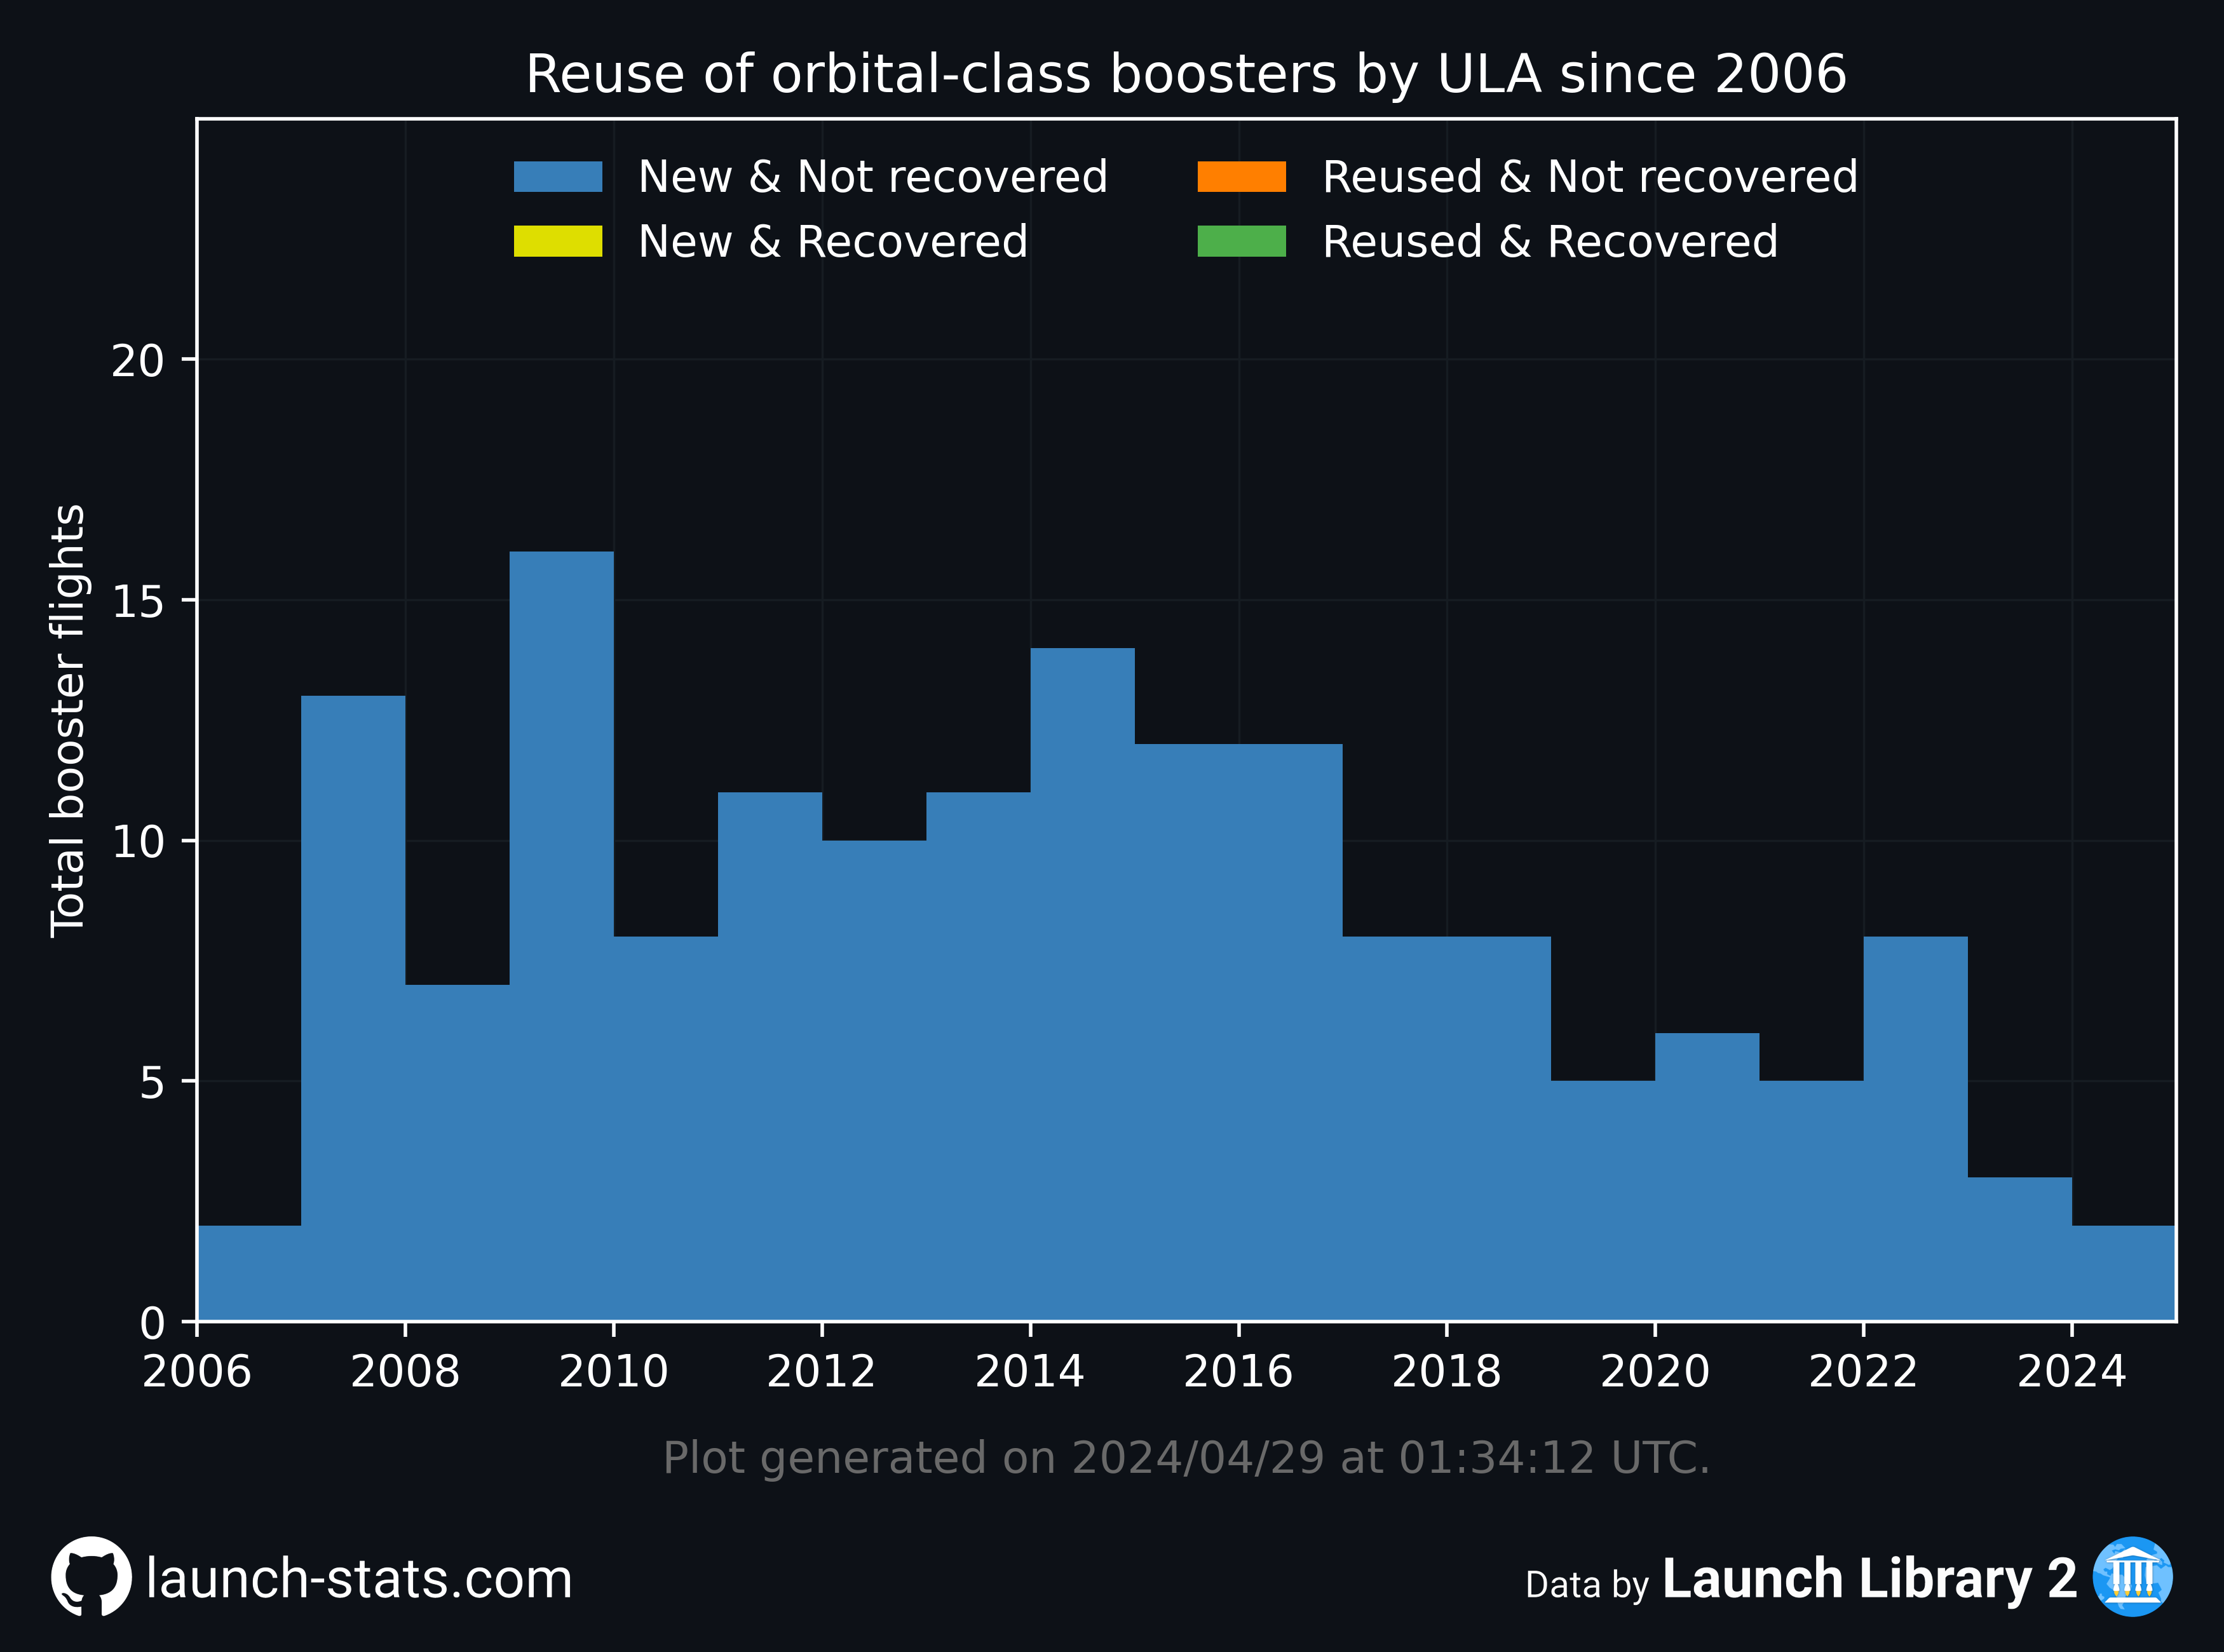 Reuse of orbital-class boosters by ULA since 2006
New & Not recovered
New & Recovered
Reused & Not recovered
Reused & Recovered
Total booster flights
20
15
10
5
0
2006 2008 2010 2012 2014 2016 2018 2020 2022 2024
Plot generated on 2024/04/29 at 01:34:12 UTC.
launch-stats.com
Data by Launch Library 2